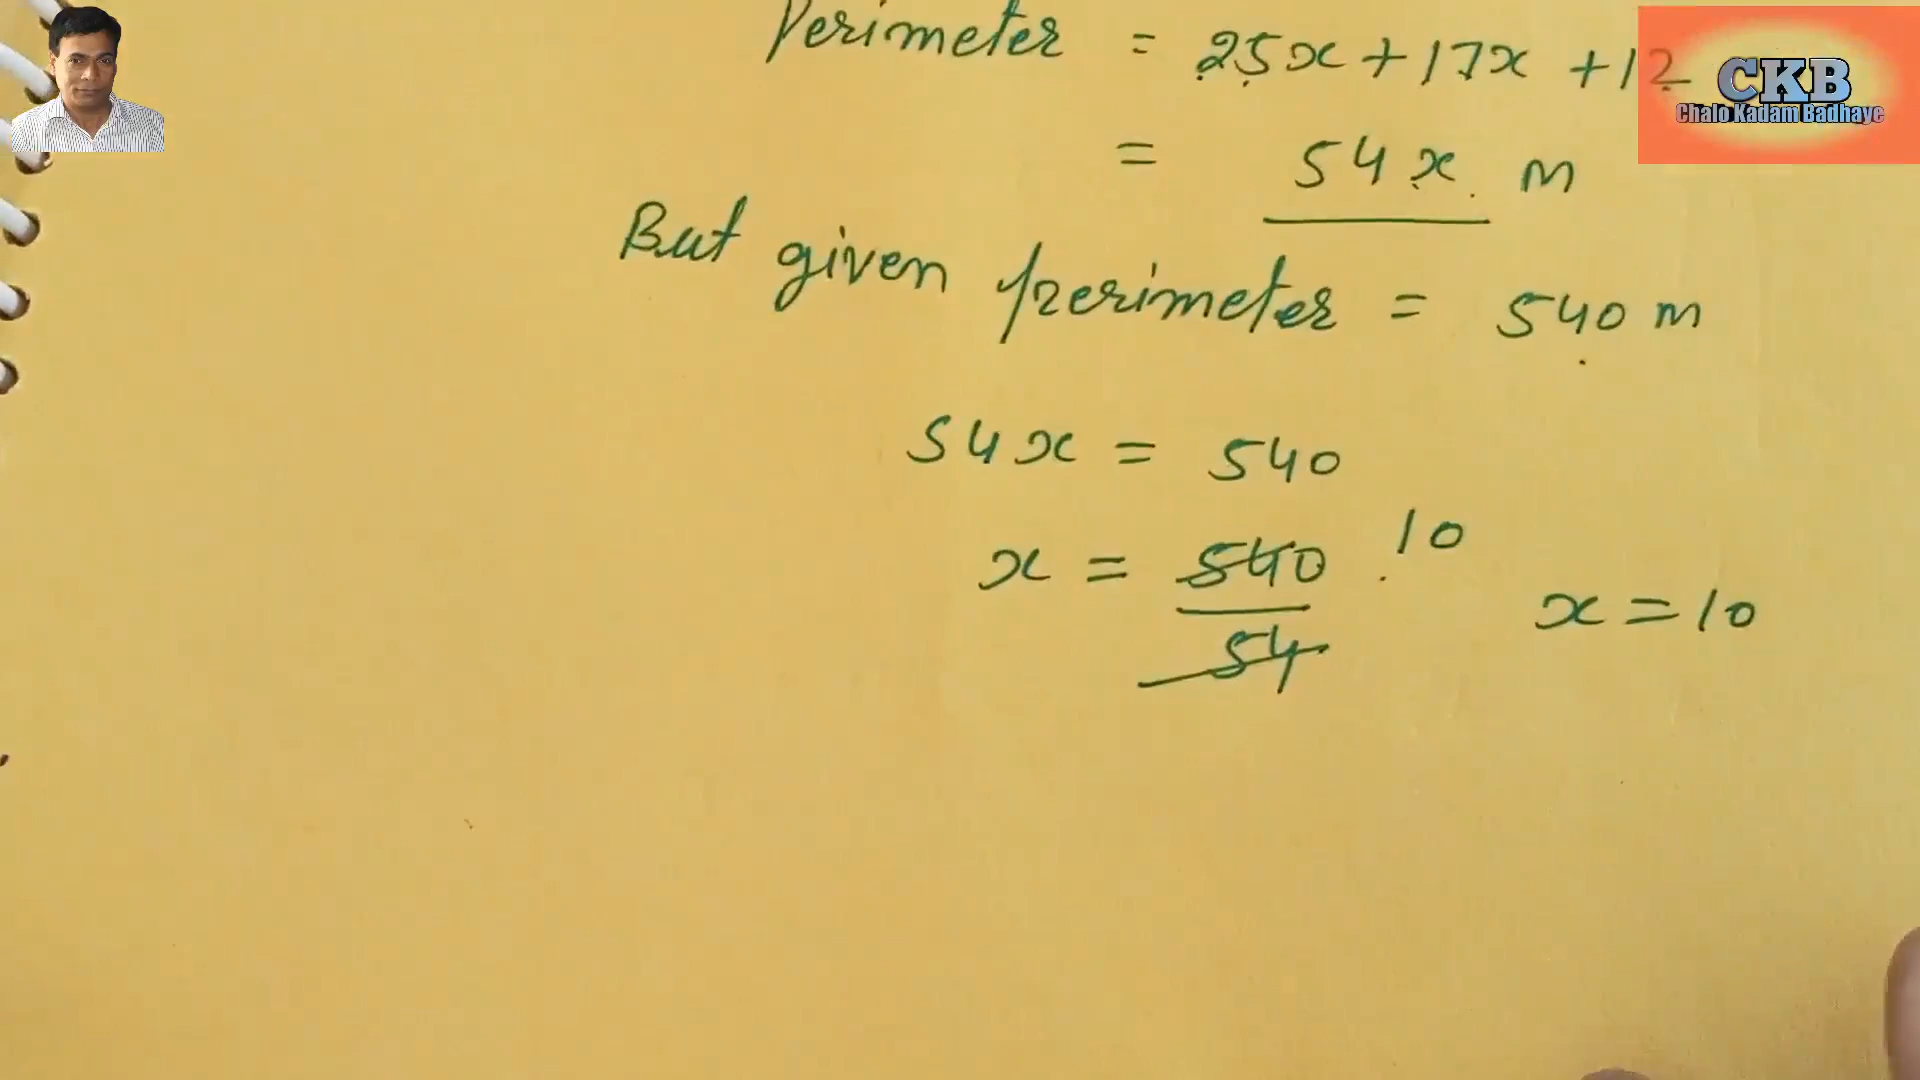 Perimeter = 25x + 17x + 12
= 54x m
But given perimeter = 540 m
54x = 540
x = 540 10
54
x = 10
CKB
Chalo Kadam Badhaye